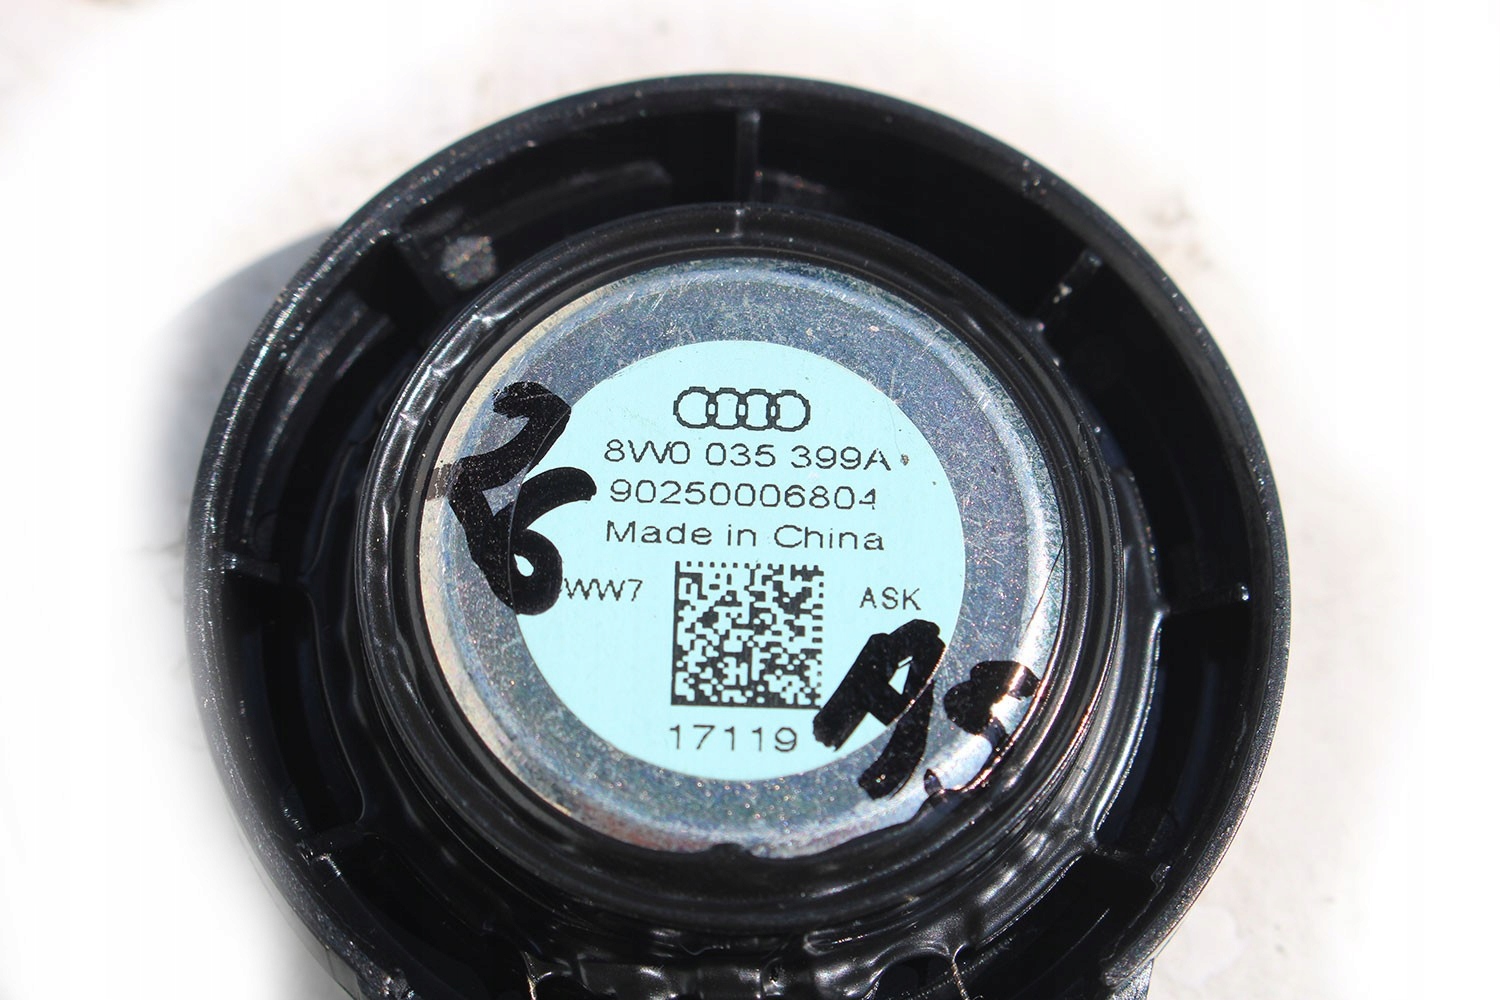 8W0 035 399A
90250006804
Made in China
WW7
ASK
17119
26